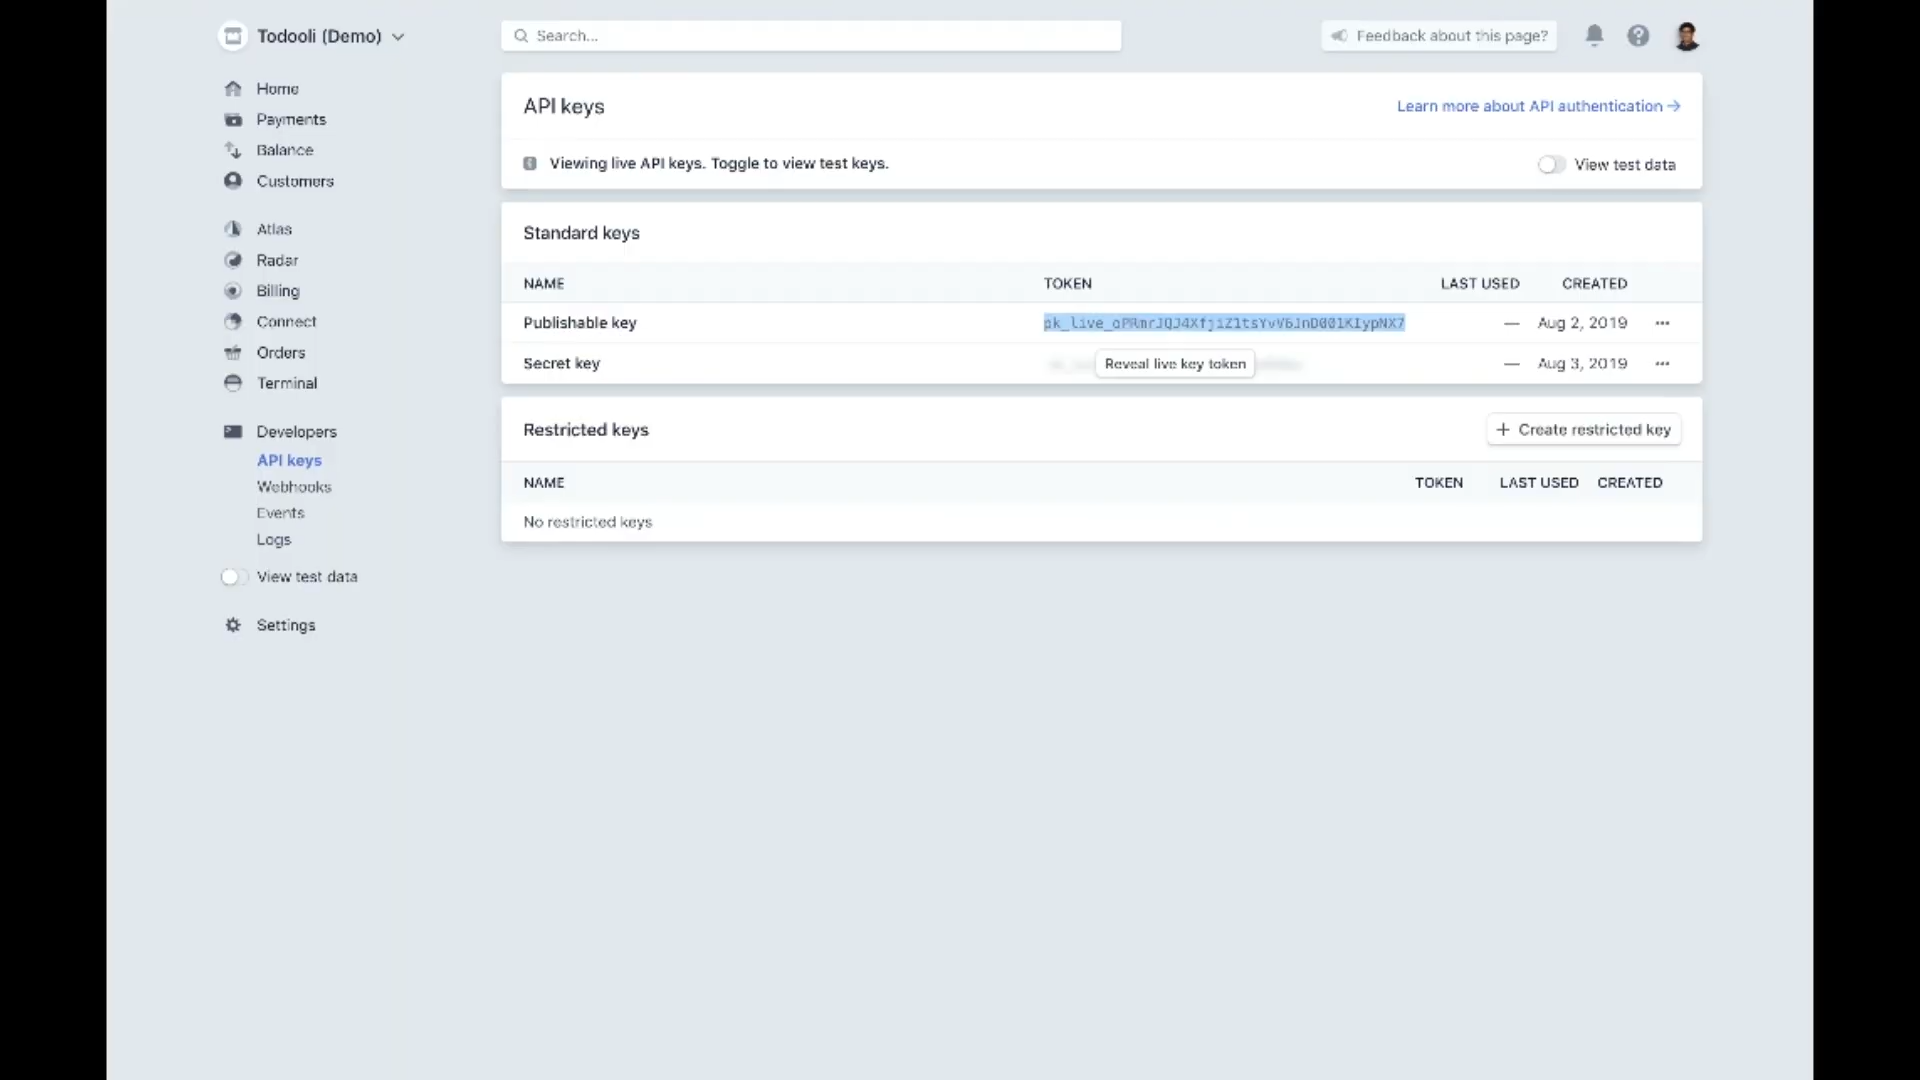 Todooli (Demo)
Search...
Feedback about this page?
Home
Payments
Balance
Customers
Atlas
Radar
Billing
Connect
Orders
Terminal
Developers
API keys
Webhooks
Events
Logs
View test data
Settings
API keys
Learn more about API authentication →
Viewing live API keys. Toggle to view test keys.
View test data
Standard keys
NAME TOKEN LAST USED CREATED
Publishable key — Aug 2, 2019 •••
Secret key Reveal live key token — Aug 3, 2019 •••
Restricted keys
+ Create restricted key
NAME TOKEN LAST USED CREATED
No restricted keys